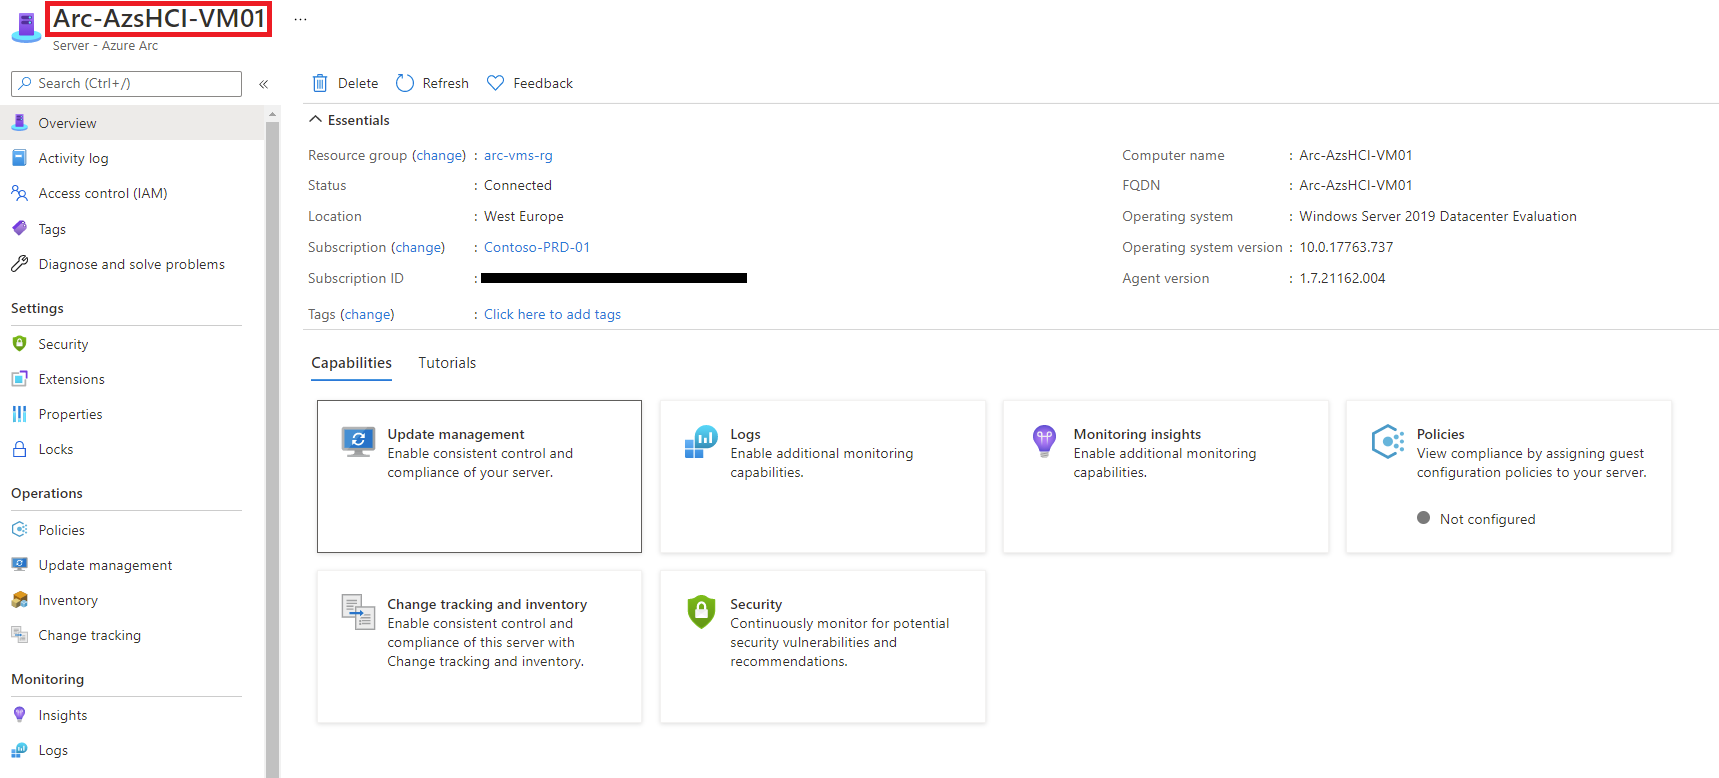 Arc-AzsHCI-VM01 ...
Server - Azure Arc
Search (Ctrl+/)
«
Overview
Activity log
Access control (IAM)
Tags
Diagnose and solve problems
Settings
Security
Extensions
Properties
Locks
Operations
Policies
Update management
Inventory
Change tracking
Monitoring
Insights
Logs
Delete Refresh Feedback
Essentials
Resource group (change) : arc-vms-rg
Status : Connected
Location : West Europe
Subscription (change) : Contoso-PRD-01
Subscription ID :
Tags (change) : Click here to add tags
Computer name : Arc-AzsHCI-VM01
FQDN : Arc-AzsHCI-VM01
Operating system : Windows Server 2019 Datacenter Evaluation
Operating system version : 10.0.17763.737
Agent version : 1.7.21162.004
Capabilities Tutorials
Update management
Enable consistent control and
compliance of your server.
Logs
Enable additional monitoring
capabilities.
Monitoring insights
Enable additional monitoring
capabilities.
Policies
View compliance by assigning guest
configuration policies to your server.
Not configured
Change tracking and inventory
Enable consistent control and
compliance of this server with
Change tracking and inventory.
Security
Continuously monitor for potential
security vulnerabilities and
recommendations.